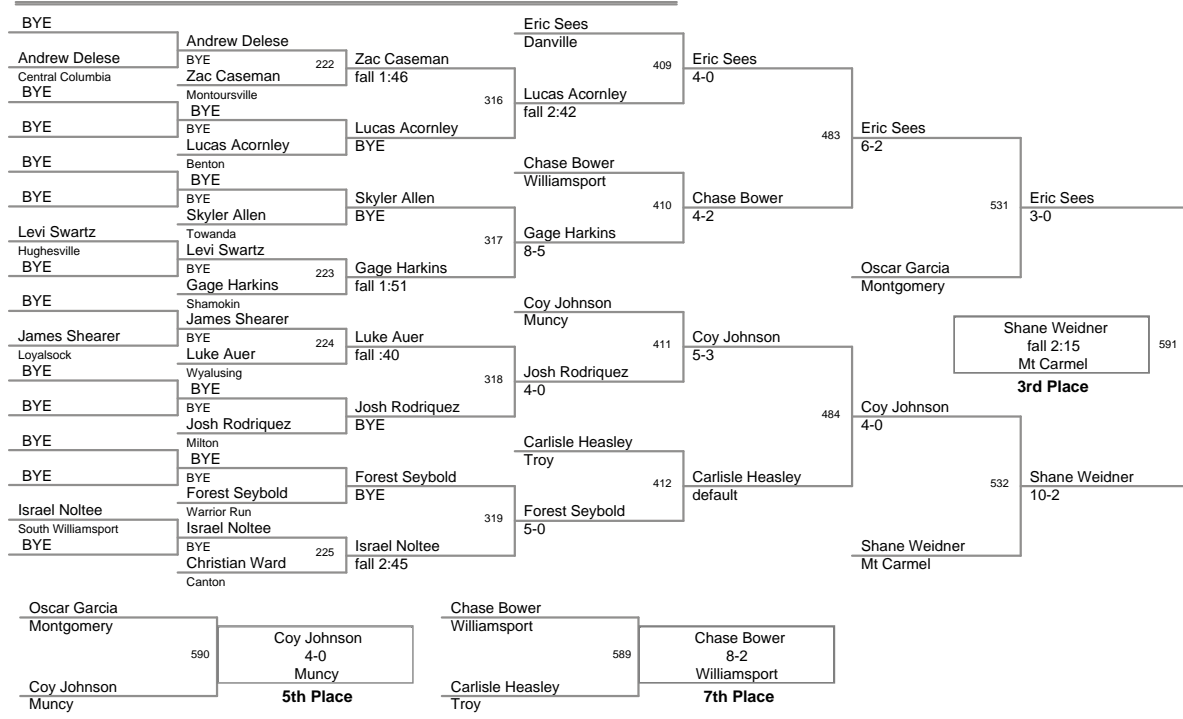 BYE
Andrew Delese
Central Columbia
BYE
BYE
BYE
BYE
Levi Swartz
Hughesville
BYE
BYE
James Shearer
Loyalsock
BYE
BYE
BYE
BYE
Israel Noltee
South Williamsport
BYE
Andrew Delese
BYE
222
Zac Caseman
Montoursville
BYE
BYE
Lucas Acornley
Benton
BYE
BYE
Skyler Allen
Towanda
Levi Swartz
BYE
223
Gage Harkins
Shamokin
James Shearer
BYE
224
Luke Auer
Wyalusing
BYE
BYE
Josh Rodriquez
Milton
BYE
BYE
Forest Seybold
Warrior Run
Israel Noltee
BYE
225
Christian Ward
Canton
Zac Caseman
fall 1:46
316
Lucas Acornley
BYE
Skyler Allen
BYE
317
Gage Harkins
fall 1:51
Luke Auer
fall :40
318
Josh Rodriquez
BYE
Forest Seybold
BYE
319
Israel Noltee
fall 2:45
Eric Sees
Danville
409
Lucas Acornley
fall 2:42
Chase Bower
Williamsport
410
Gage Harkins
8-5
Coy Johnson
Muncy
411
Josh Rodriquez
4-0
Carlisle Heasley
Troy
412
Forest Seybold
5-0
Eric Sees
4-0
483
Chase Bower
4-2
Coy Johnson
5-3
484
Carlisle Heasley
default
Eric Sees
6-2
531
Oscar Garcia
Montgomery
Coy Johnson
4-0
532
Shane Weidner
Mt Carmel
Eric Sees
3-0
Shane Weidner
fall 2:15
Mt Carmel
591
3rd Place
Shane Weidner
10-2
Oscar Garcia
Montgomery
590
Coy Johnson
Muncy
Coy Johnson
4-0
Muncy
5th Place
Chase Bower
Williamsport
589
Carlisle Heasley
Troy
Chase Bower
8-2
Williamsport
7th Place